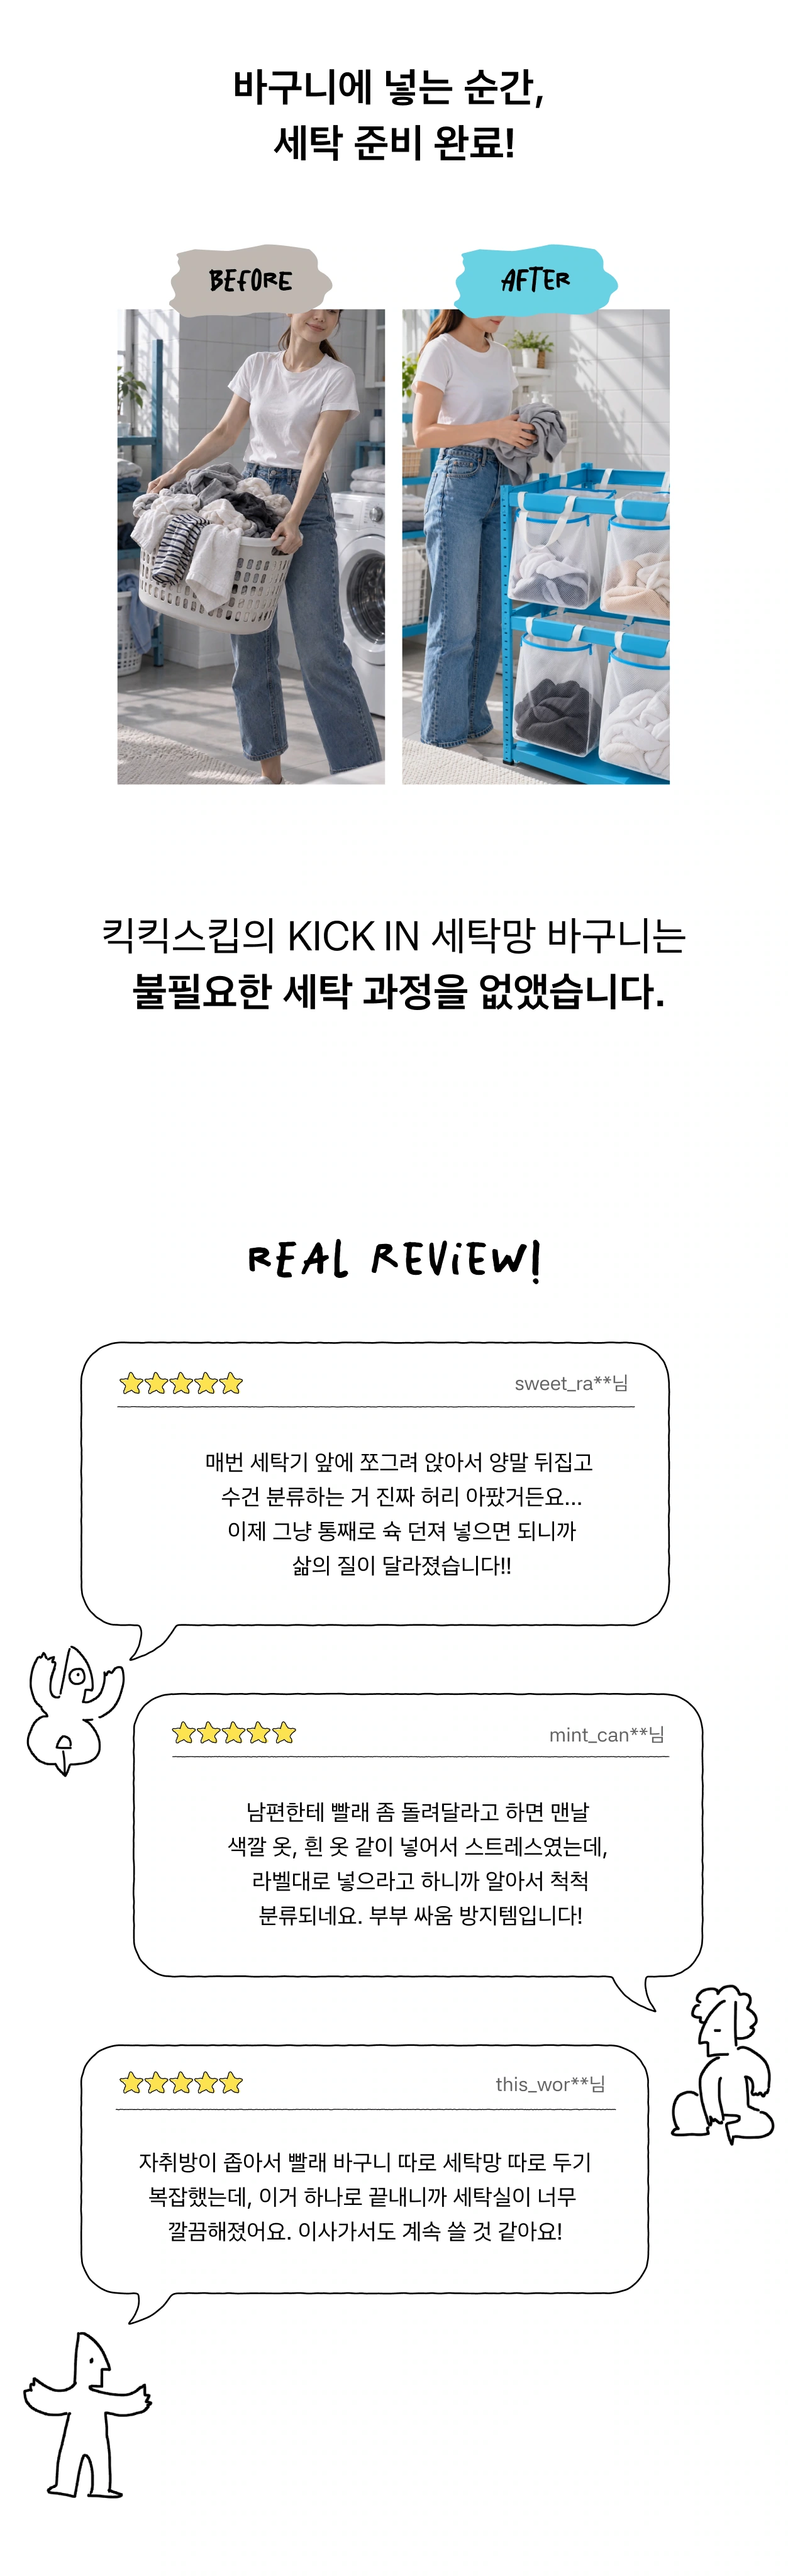 바구니에 넣는 순간,
세탁 준비 완료!
BEFORE
AFTER
킥킥스킵의 KICK IN 세탁망 바구니는
불필요한 세탁 과정을 없앴습니다.
REAL REViEW!
sweet_ra**님
매번 세탁기 앞에 쪼그려 앉아서 양말 뒤집고
수건 분류하는 거 진짜 허리 아팠거든요...
이제 그냥 통째로 슉 던져 넣으면 되니까
삶의 질이 달라졌습니다!!
mint_can**님
남편한테 빨래 좀 돌려달라고 하면 맨날
색깔 옷, 흰 옷 같이 넣어서 스트레스였는데,
라벨대로 넣으라고 하니까 알아서 척척
분류되네요. 부부 싸움 방지템입니다!
this_wor**님
자취방이 좁아서 빨래 바구니 따로 세탁망 따로 두기
복잡했는데, 이거 하나로 끝내니까 세탁실이 너무
깔끔해졌어요. 이사가서도 계속 쓸 것 같아요!